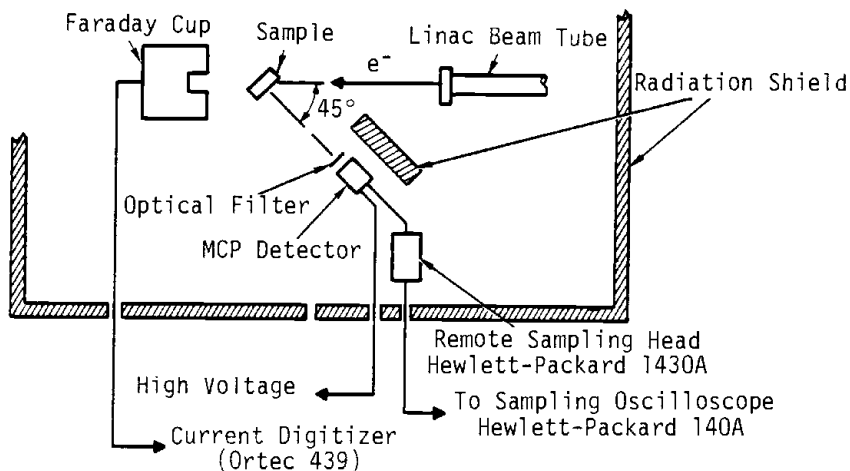 Faraday Cup
Sample
Linac Beam Tube
e⁻
Radiation Shield
45°
Optical Filter
MCP Detector
Remote Sampling Head
Hewlett-Packard 1430A
High Voltage
To Sampling Oscilloscope
Hewlett-Packard 140A
Current Digitizer
(Ortec 439)